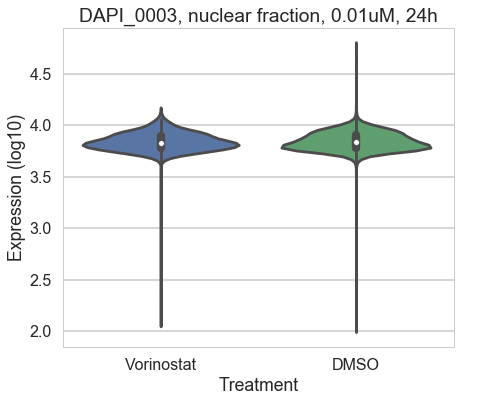 DAPI_0003, nuclear fraction, 0.01uM, 24h
Expression (log10)
4.5
4.0
3.5
3.0
2.5
2.0
Vorinostat DMSO
Treatment